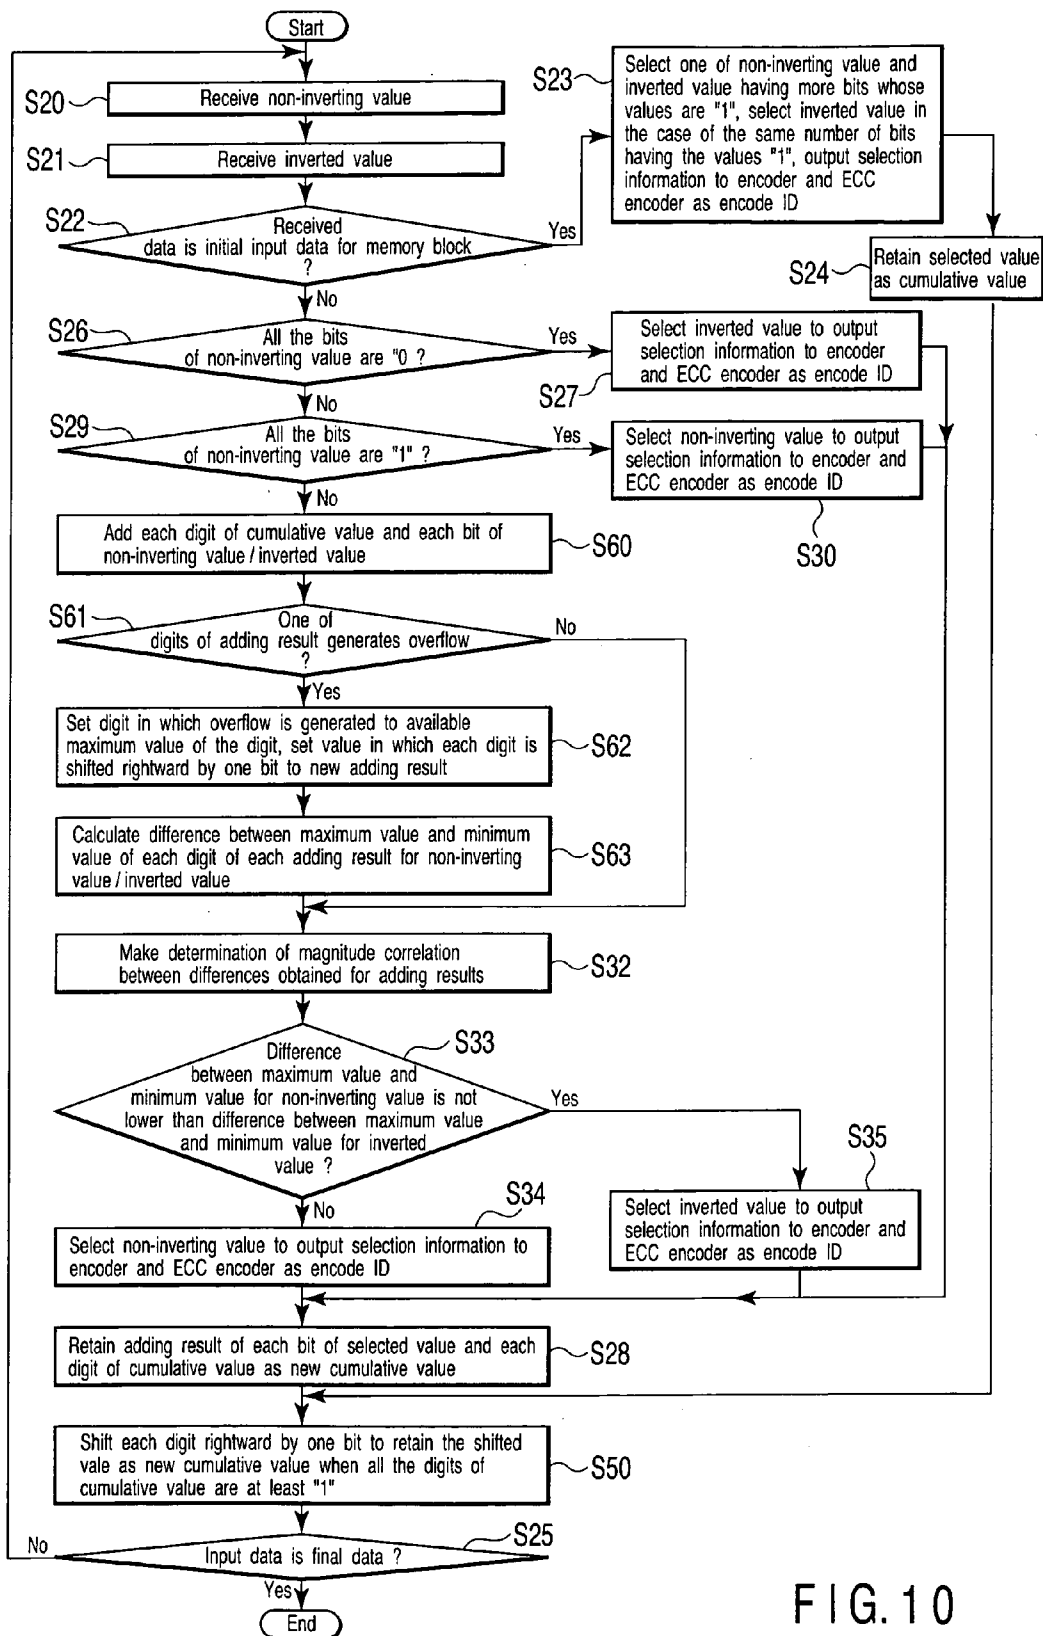 Start
S20
Receive non-inverting value
S21
Receive inverted value
S22
Received
data is initial input data for memory block
?
Yes
No
S23
Select one of non-inverting value and
inverted value having more bits whose
values are "1", select inverted value in
the case of the same number of bits
having the values "1", output selection
information to encoder and ECC
encoder as encode ID
S24
Retain selected value
as cumulative value
S26
All the bits
of non-inverting value are "0 ?
Yes
No
Select inverted value to output
selection information to encoder
and ECC encoder as encode ID
S27
S29
All the bits
of non-inverting value are "1" ?
Yes
No
Select non-inverting value to output
selection information to encoder and
ECC encoder as encode ID
S30
Add each digit of cumulative value and each bit of
non-inverting value / inverted value
S60
S61
One of
digits of adding result generates overflow
?
No
Yes
Set digit in which overflow is generated to available
maximum value of the digit, set value in which each digit is
shifted rightward by one bit to new adding result
S62
Calculate difference between maximum value and minimum
value of each digit of each adding result for non-inverting
value / inverted value
S63
Make determination of magnitude correlation
between differences obtained for adding results
S32
S33
Difference
between maximum value and
minimum value for non-inverting value is not
lower than difference between maximum value
and minimum value for inverted
value ?
Yes
No
S35
Select inverted value to output
selection information to encoder and
ECC encoder as encode ID
S34
Select non-inverting value to output selection information to
encoder and ECC encoder as encode ID
Retain adding result of each bit of selected value and each
digit of cumulative value as new cumulative value
S28
Shift each digit rightward by one bit to retain the shifted
vale as new cumulative value when all the digits of
cumulative value are at least "1"
S50
S25
Input data is final data ?
No
Yes
End
FIG. 10